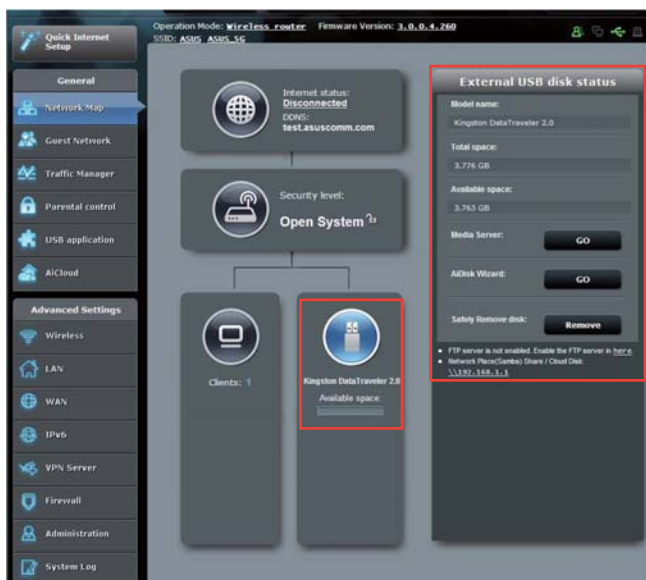 Quick Internet
Setup
Operation Mode: Wireless router Firmware Version: 3.0.0.4.260
SSID: ASUS ASUS_5G
General
Network Map
Guest Network
Traffic Manager
Parental control
USB application
AiCloud
Advanced Settings
Wireless
LAN
WAN
IPv6
VPN Server
Firewall
Administration
System Log
Internet status:
Disconnected
DDNS:
test.asuscomm.com
Security level:
Open System
Clients: 1
Kingston DataTraveler 2.0
Available space:
External USB disk status
Model name:
Kingston DataTraveler 2.0
Total space:
3.776 GB
Available space:
3.763 GB
Media Server: GO
AiDisk Wizard: GO
Safely Remove disk: Remove
FTP server is not enabled. Enable the FTP server in here
Network Place(Samba) Share / Cloud Disk:
\\192.168.1.1